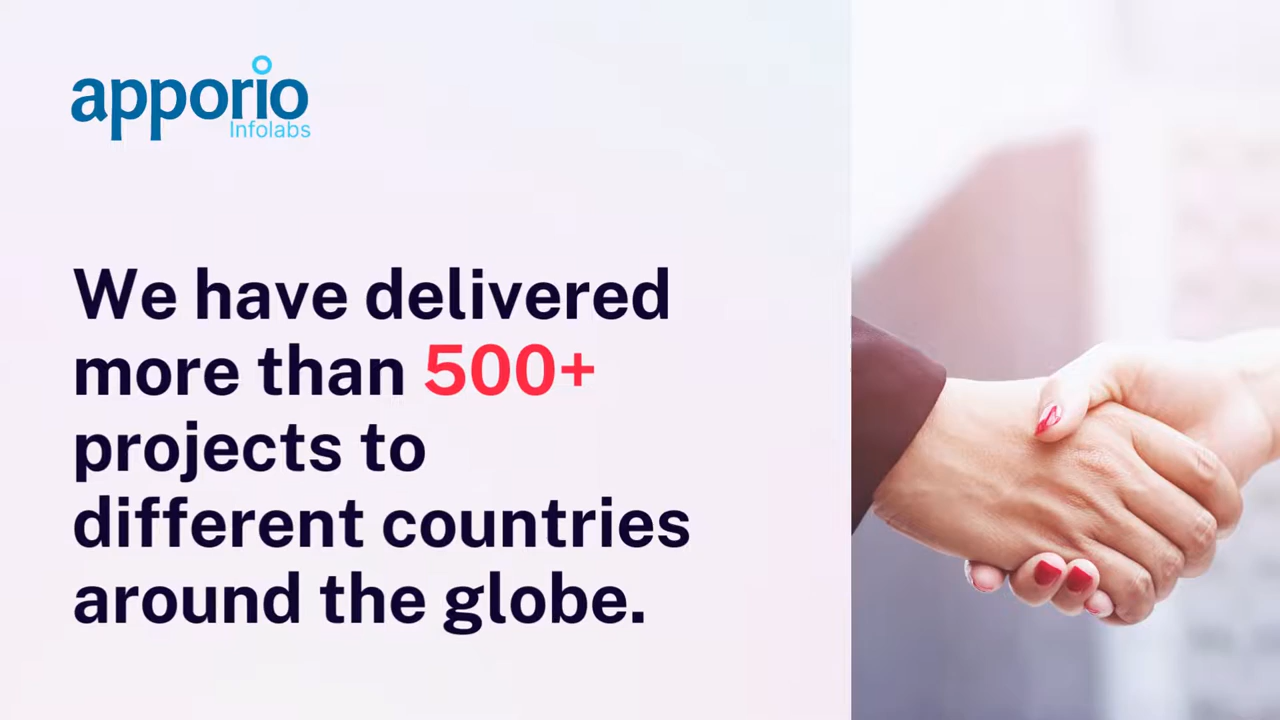 apporio
Infolabs
We have delivered
more than 500+
projects to
different countries
around the globe.